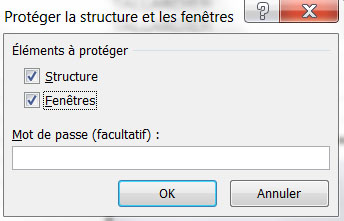 Protéger la structure et les fenêtres
Éléments à protéger
Structure
Fenêtres
Mot de passe (facultatif) :
OK
Annuler